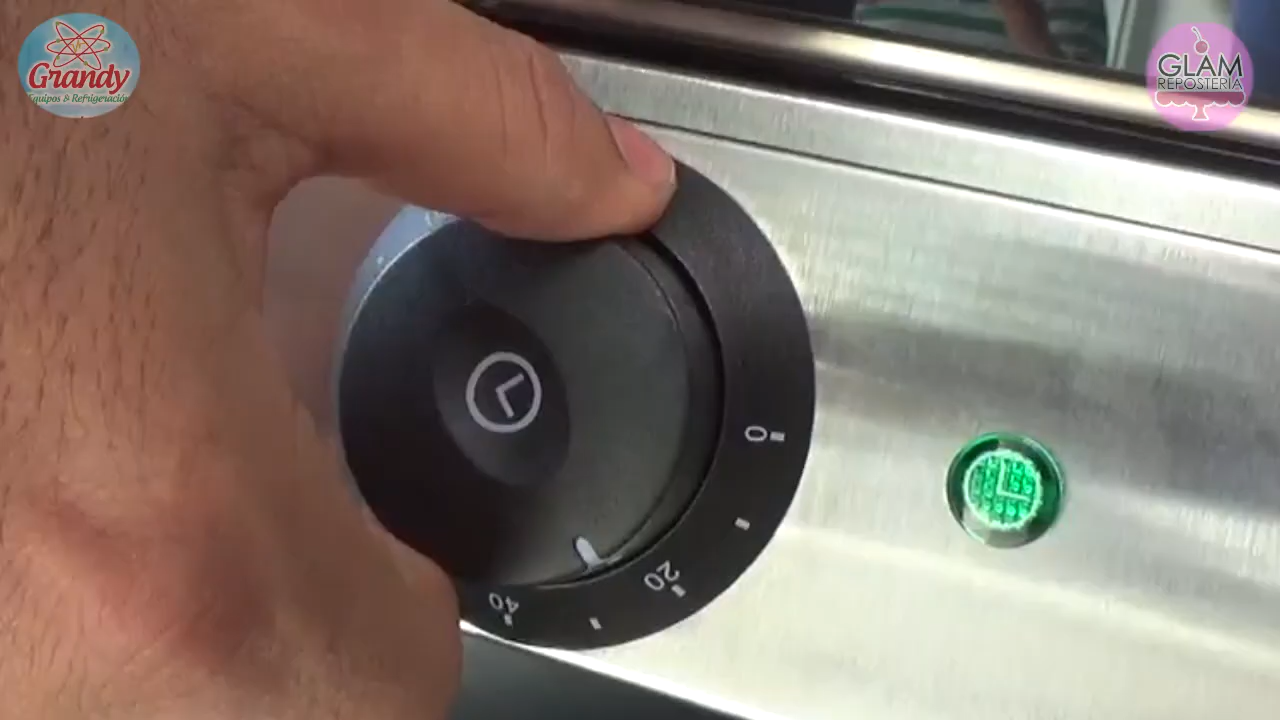 Grandy
Equipos & Refrigeración
GLAM
REPOSTERIA
0
20
40